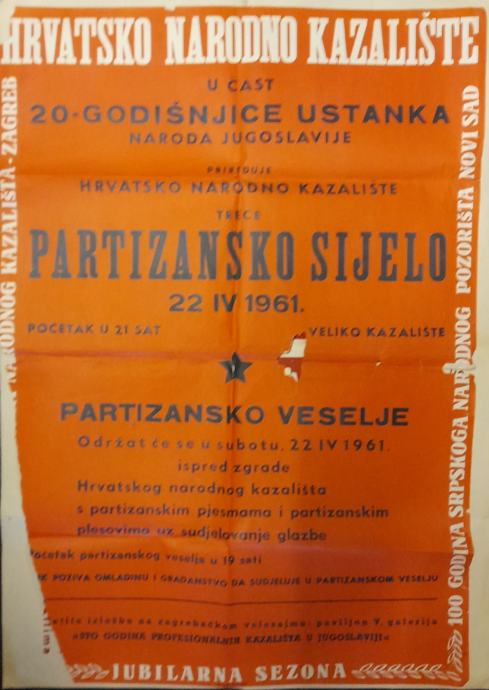 HRVATSKO NARODNO KAZALIŠTE
U ČAST
20-GODIŠNJICE USTANKA
NARODA JUGOSLAVIJE
PRIREĐUJE
HRVATSKO NARODNO KAZALIŠTE
TREĆE
PARTIZANSKO SIJELO
22 IV 1961.
POČETAK U 21 SAT
VELIKO KAZALIŠTE
PARTIZANSKO VESELJE
Održat će se u subotu, 22 IV 1961.
ispred zgrade
Hrvatskog narodnog kazališta
s partizanskim pjesmama i partizanskim
plesovima uz sudjelovanje glazbe
Početak partizanskog veselja u 19 sati
POZIVA OMLADINU I GRAĐANSTVO DA SUDJELUJE U PARTIZANSKOM VESELJU
izložbu na zagrebačkom velesajmu: paviljon V, galerija
»STO GODINA PROFESIONALNIH KAZALIŠTA U JUGOSLAVIJI«
JUBILARNA SEZONA
NARODNOG KAZALIŠTA-ZAGREB
100 GODINA SRPSKOGA NARODNOG POZORIŠTA NOVI SAD